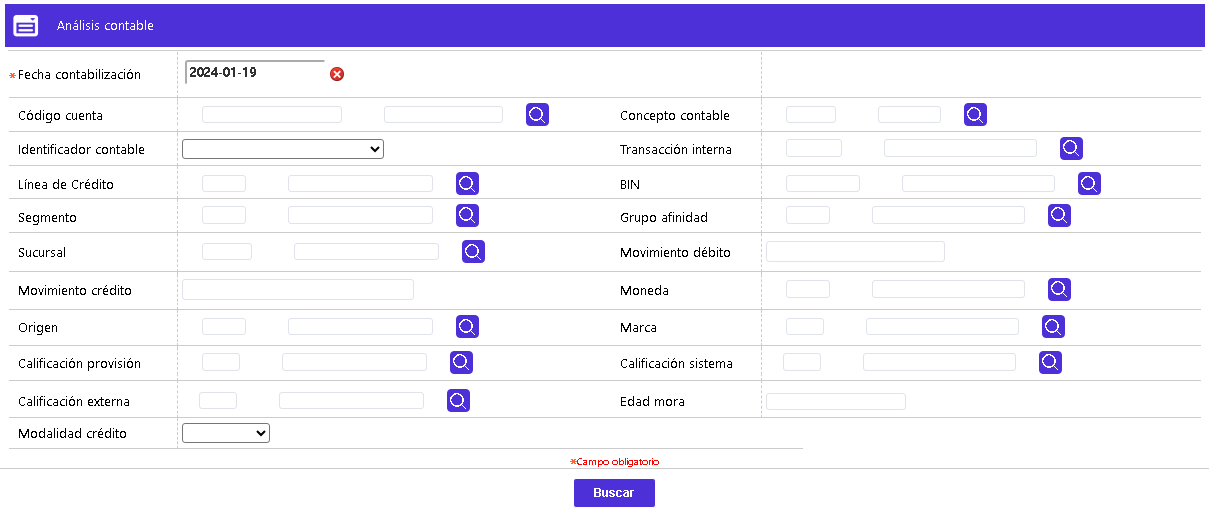 Análisis contable
*Fecha contabilización 2024-01-19
Código cuenta Concepto contable
Identificador contable Transacción interna
Línea de Crédito BIN
Segmento Grupo afinidad
Sucursal Movimiento débito
Movimiento crédito Moneda
Origen Marca
Calificación provisión Calificación sistema
Calificación externa Edad mora
Modalidad crédito
*Campo obligatorio
Buscar